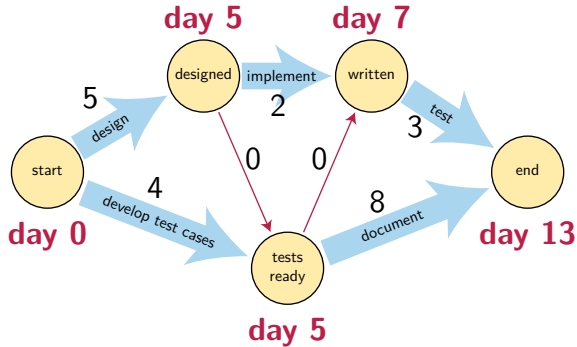 day 5
day 7
designed
implement
written
5
2
design
test
3
start
0
0
end
4
develop test cases
8
document
day 0
day 13
tests
ready
day 5